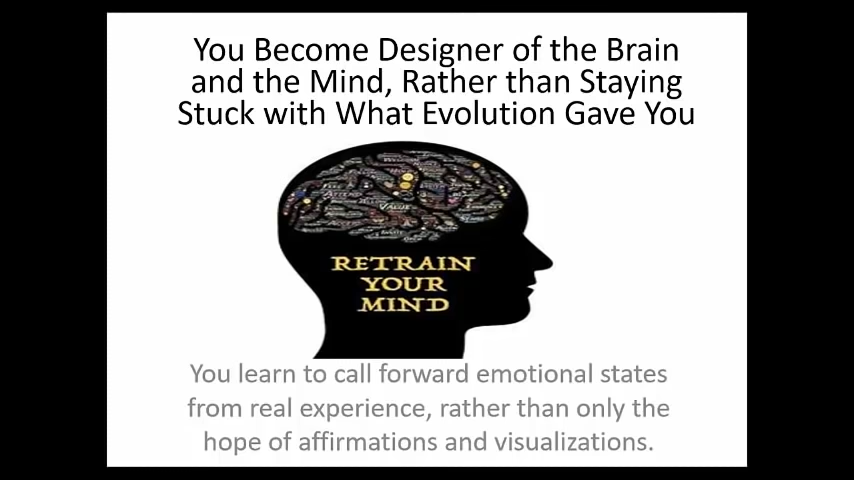 You Become Designer of the Brain
and the Mind, Rather than Staying
Stuck with What Evolution Gave You
VALUE
RETRAIN
YOUR
MIND
You learn to call forward emotional states
from real experience, rather than only the
hope of affirmations and visualizations.